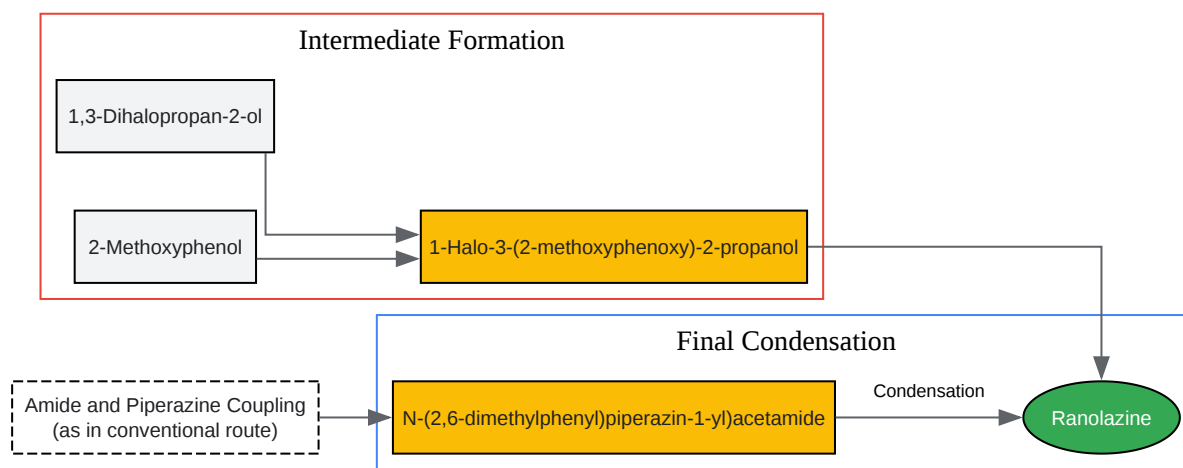 Intermediate Formation
1,3-Dihalopropan-2-ol
2-Methoxyphenol
1-Halo-3-(2-methoxyphenoxy)-2-propanol
Final Condensation
Amide and Piperazine Coupling
(as in conventional route)
N-(2,6-dimethylphenyl)piperazin-1-yl)acetamide
Condensation
Ranolazine